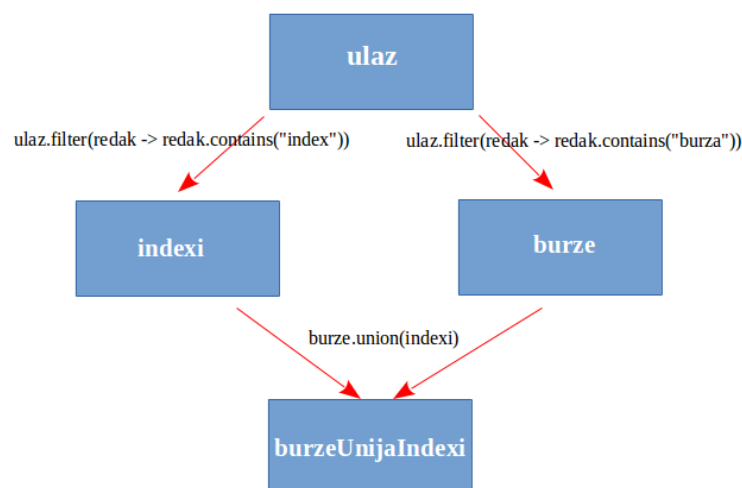 ulaz
ulaz.filter(redak -> redak.contains("index"))
ulaz.filter(redak -> redak.contains("burza"))
indexi
burze
burze.union(indexi)
burzeUnijaIndexi